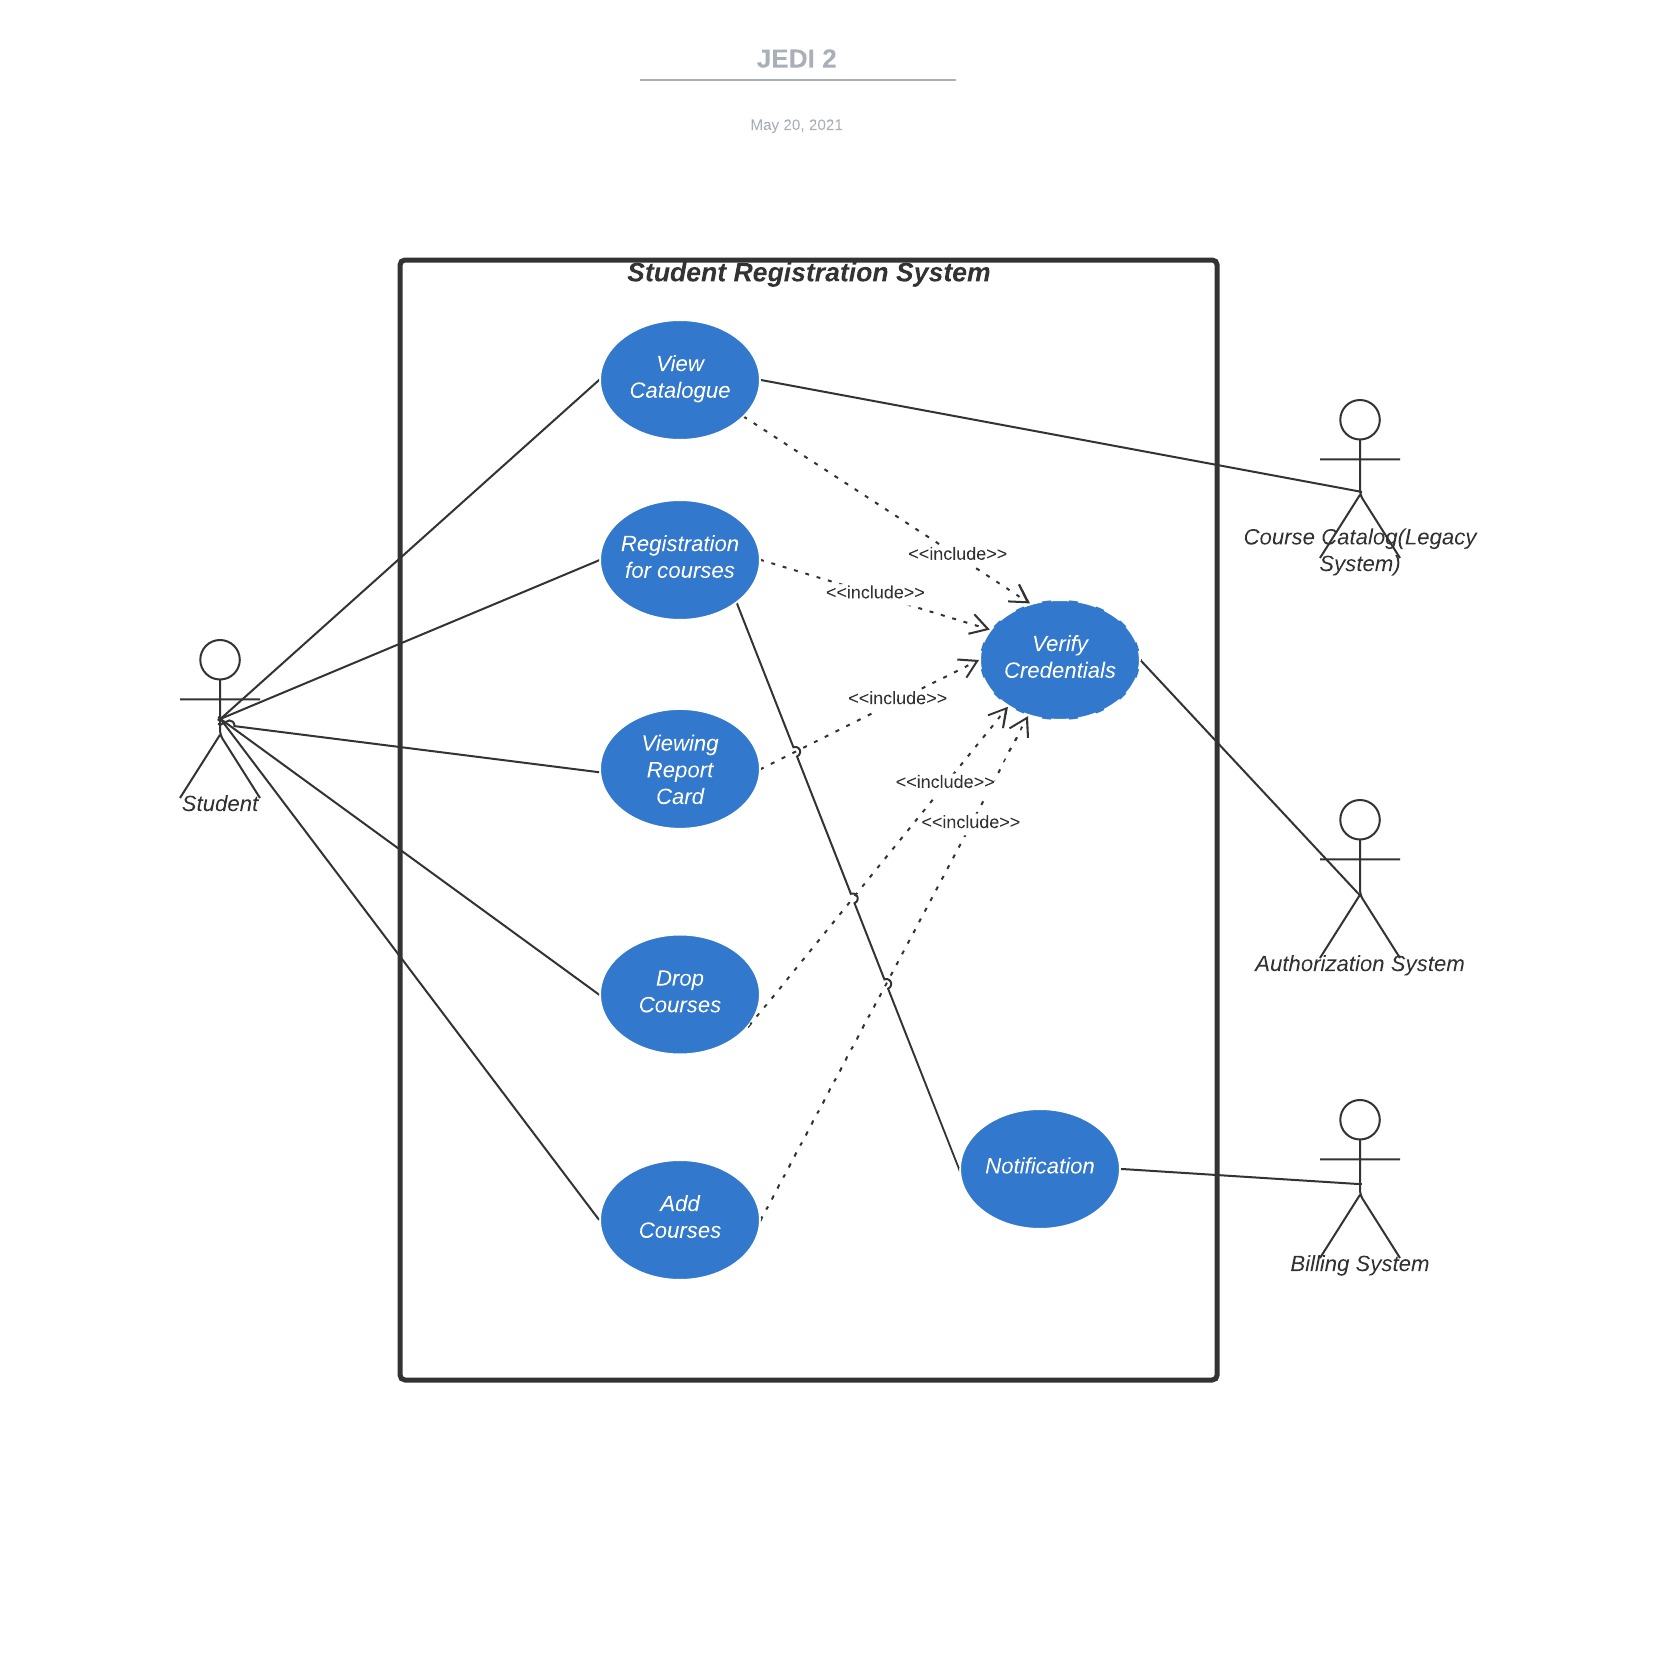 JEDI 2
May 20, 2021
Student Registration System
View
Catalogue
Registration
for courses
Viewing
Report
Card
Drop
Courses
Add
Courses
<<include>>
<<include>>
<<include>>
<<include>>
<<include>>
Verify
Credentials
Notification
Student
Course Catalog(Legacy
System)
Authorization System
Billing System